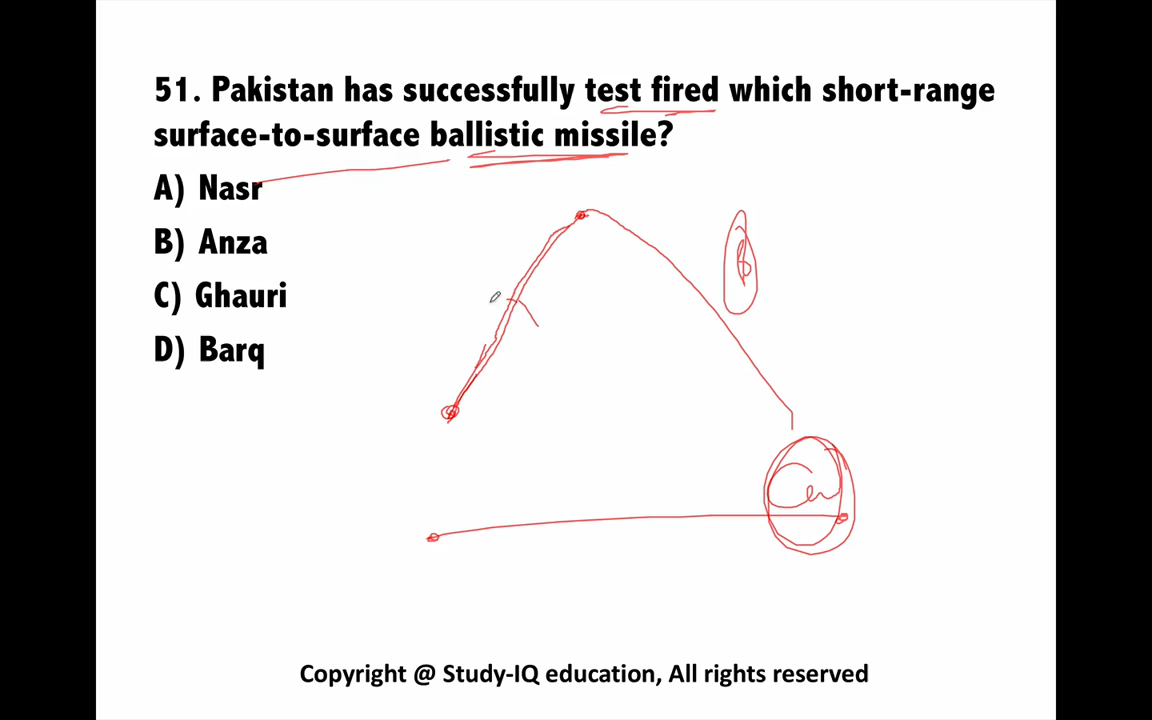 51. Pakistan has successfully test fired which short-range
surface-to-surface ballistic missile?
A) Nasr
B) Anza
C) Ghauri
D) Barq
Copyright @ Study-IQ education, All rights reserved